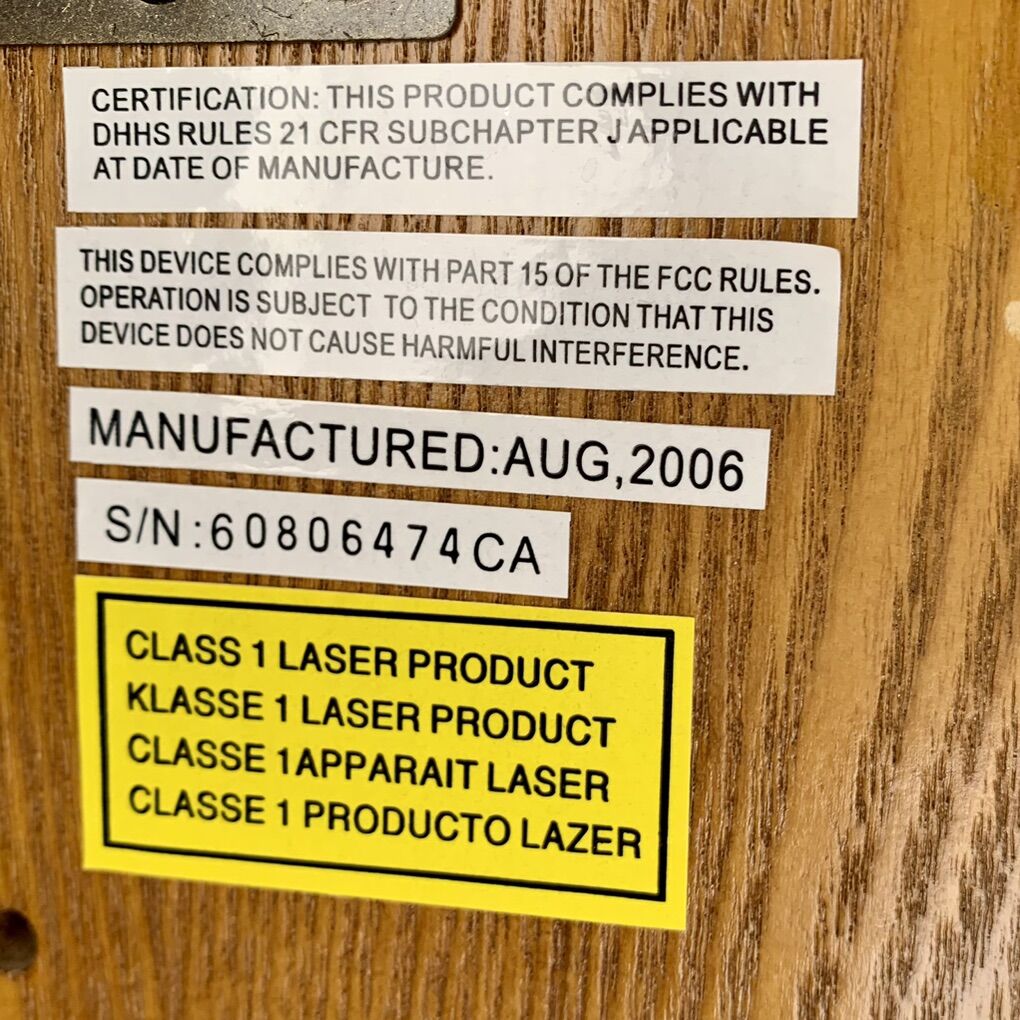 CERTIFICATION: THIS PRODUCT COMPLIES WITH
DHHS RULES 21 CFR SUBCHAPTER J APPLICABLE
AT DATE OF MANUFACTURE.
THIS DEVICE COMPLIES WITH PART 15 OF THE FCC RULES.
OPERATION IS SUBJECT TO THE CONDITION THAT THIS
DEVICE DOES NOT CAUSE HARMFUL INTERFERENCE.
MANUFACTURED:AUG,2006
S/N:60806474CA
CLASS 1 LASER PRODUCT
KLASSE 1 LASER PRODUCT
CLASSE 1APPARAIT LASER
CLASSE 1 PRODUCTO LAZER